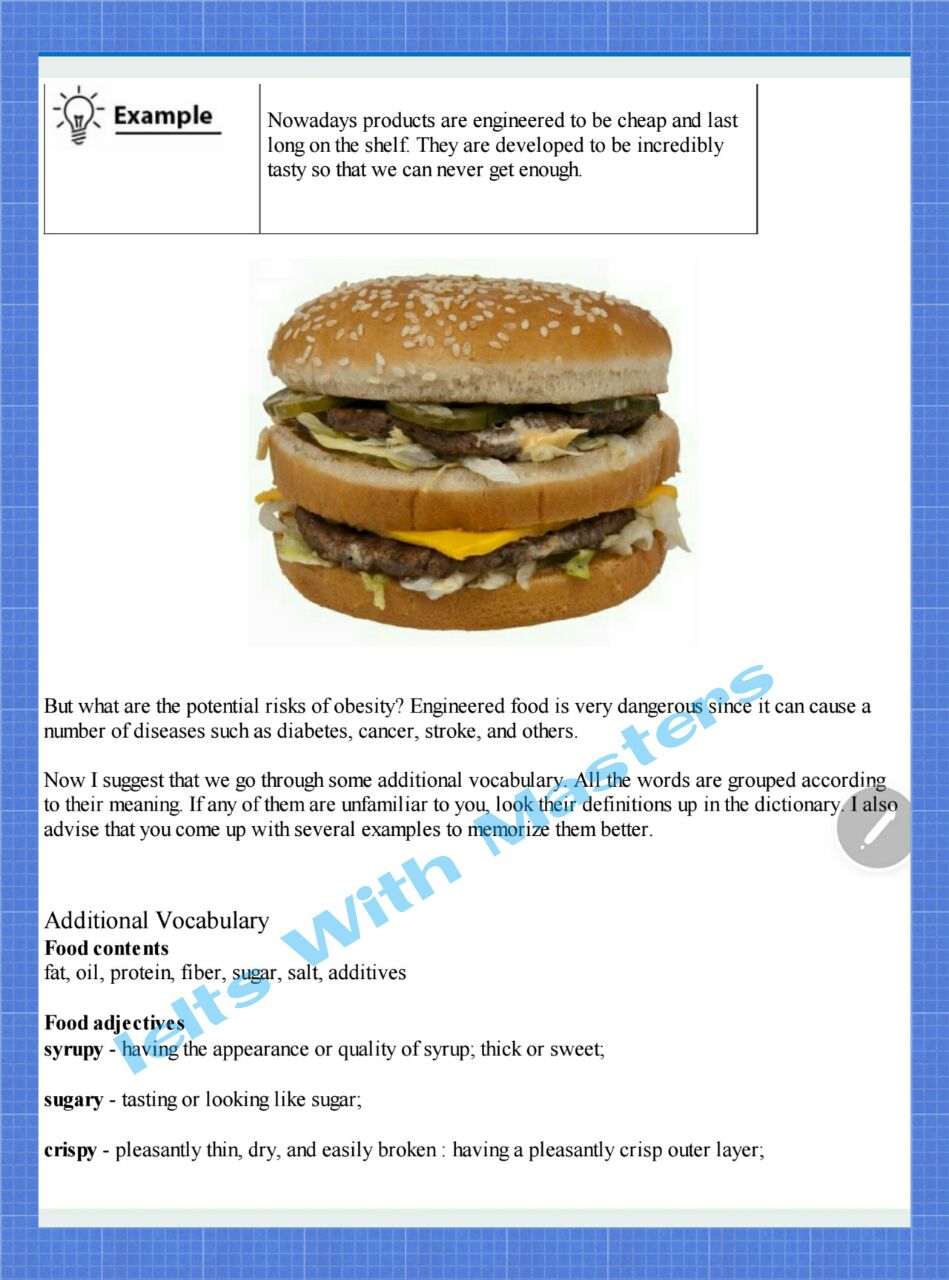 Example
Nowadays products are engineered to be cheap and last
long on the shelf. They are developed to be incredibly
tasty so that we can never get enough.
But what are the potential risks of obesity? Engineered food is very dangerous since it can cause a
number of diseases such as diabetes, cancer, stroke, and others.
Now I suggest that we go through some additional vocabulary. All the words are grouped according
to their meaning. If any of them are unfamiliar to you, look their definitions up in the dictionary. I also
advise that you come up with several examples to memorize them better.
Ielts With Masters
Additional Vocabulary
Food contents
fat, oil, protein, fiber, sugar, salt, additives
Food adjectives
syrupy - having the appearance or quality of syrup; thick or sweet;
sugary - tasting or looking like sugar;
crispy - pleasantly thin, dry, and easily broken : having a pleasantly crisp outer layer;